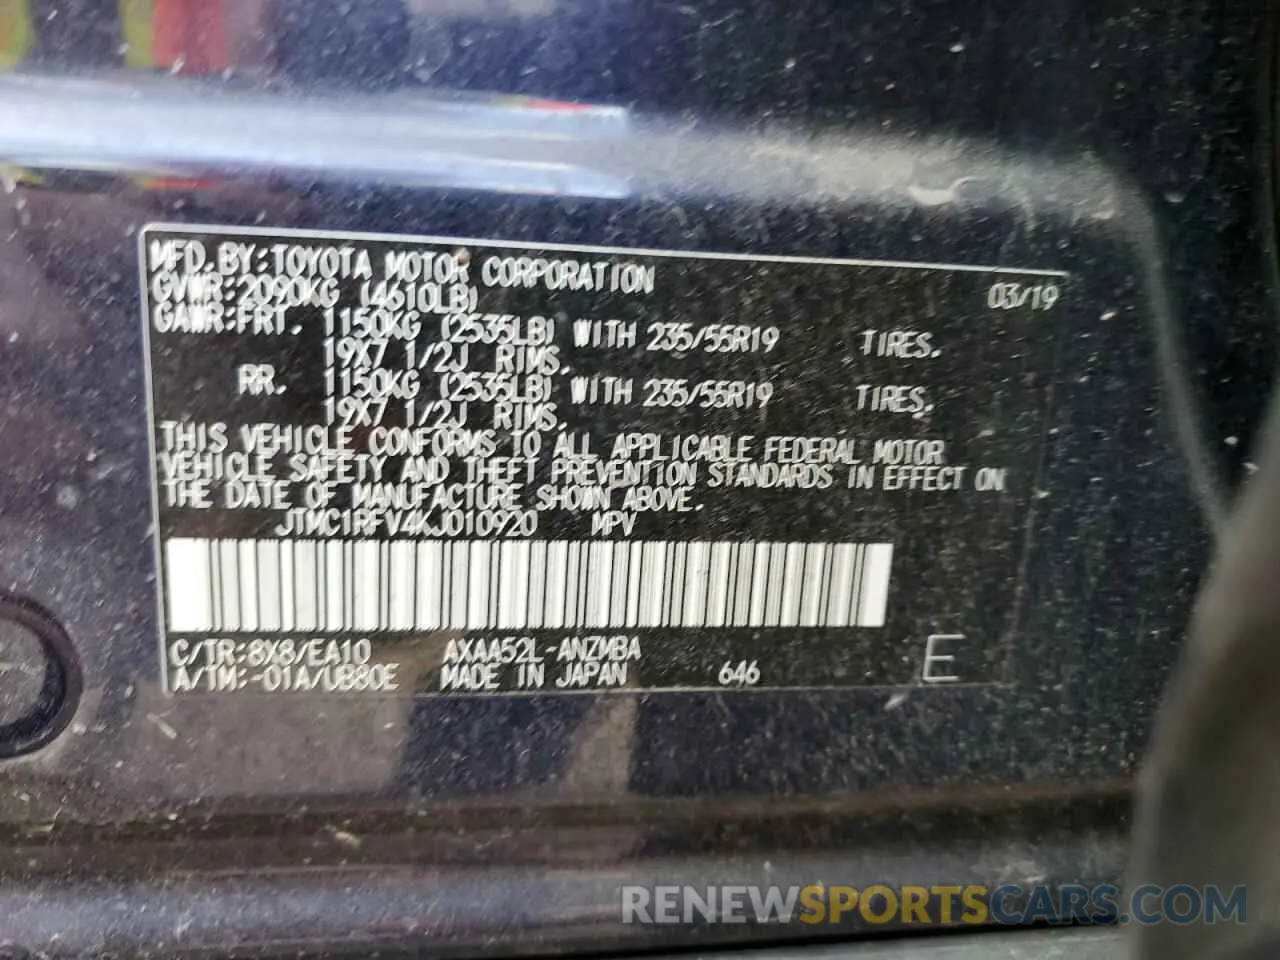 MFD. BY: TOYOTA MOTOR CORPORATION 03/19
GVWR: 2090KG (4610LB)
GAWR: FRT. 1150KG (2535LB) WITH 235/55R19 TIRES.
19X7 1/2J RIMS.
RR. 1150KG (2535LB) WITH 235/55R19 TIRES.
19X7 1/2J RIMS.
THIS VEHICLE CONFORMS TO ALL APPLICABLE FEDERAL MOTOR
VEHICLE SAFETY AND THEFT PREVENTION STANDARDS IN EFFECT ON
THE DATE OF MANUFACTURE SHOWN ABOVE.
JTMC1RFV4KJ010920 MPV
C/TR: 8X8/EA10 AXAA52L-ANZMBA
A/TM: -01A/UB80E MADE IN JAPAN 646 E
RENEWSPORTSCARS.COM